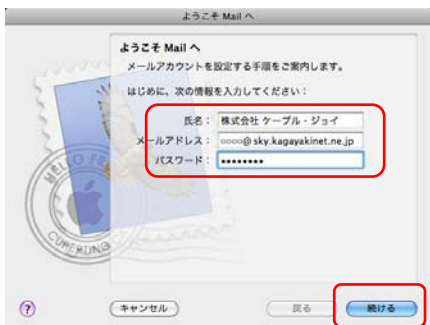 ようこそ Mail へ
ようこそ Mail へ
メールアカウントを設定する手順をご案内します。
はじめに、次の情報を入力してください：
氏名： 株式会社 ケーブル・ジョイ
メールアドレス： oooo@sky.kagayakinet.ne.jp
パスワード： ••••••••
HELLO FR
CUPERTINO
? キャンセル 戻る 続ける